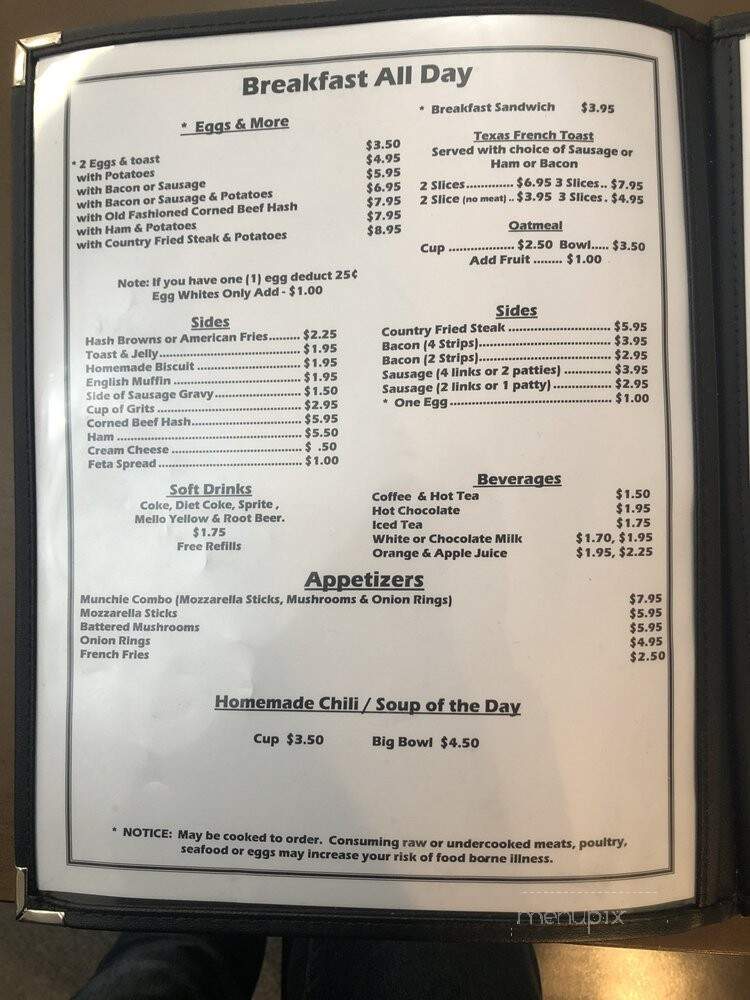 Breakfast All Day
* Eggs & More
* 2 Eggs & toast $3.50
with Potatoes $4.95
with Bacon or Sausage $5.95
with Bacon or Sausage & Potatoes $6.95
with Old Fashioned Corned Beef Hash $7.95
with Ham & Potatoes $7.95
with Country Fried Steak & Potatoes $8.95
Note: If you have one (1) egg deduct 25¢
Egg Whites Only Add - $1.00
* Breakfast Sandwich $3.95
Texas French Toast
Served with choice of Sausage or
Ham or Bacon
2 Slices............. $6.95 3 Slices.. $7.95
2 Slice (no meat) .. $3.95 3 Slices. $4.95
Oatmeal
Cup .................. $2.50 Bowl..... $3.50
Add Fruit ........ $1.00
Sides
Hash Browns or American Fries......... $2.25
Toast & Jelly....................................... $1.95
Homemade Biscuit ............................. $1.95
English Muffin ................................... $1.95
Side of Sausage Gravy........................ $1.50
Cup of Grits ....................................... $2.95
Corned Beef Hash............................... $5.95
Ham ................................................... $5.50
Cream Cheese ..................................... $ .50
Feta Spread ........................................ $1.00
Sides
Country Fried Steak ............................ $5.95
Bacon (4 Strips).................................... $3.95
Bacon (2 Strips).................................... $2.95
Sausage (4 links or 2 patties) ............. $3.95
Sausage (2 links or 1 patty) ................ $2.95
* One Egg............................................ $1.00
Soft Drinks
Coke, Diet Coke, Sprite ,
Mello Yellow & Root Beer.
$1.75
Free Refills
Beverages
Coffee & Hot Tea $1.50
Hot Chocolate $1.95
Iced Tea $1.75
White or Chocolate Milk $1.70, $1.95
Orange & Apple Juice $1.95, $2.25
Appetizers
Munchie Combo (Mozzarella Sticks, Mushrooms & Onion Rings) $7.95
Mozzarella Sticks $5.95
Battered Mushrooms $5.95
Onion Rings $4.95
French Fries $2.50
Homemade Chili / Soup of the Day
Cup $3.50 Big Bowl $4.50
* NOTICE: May be cooked to order. Consuming raw or undercooked meats, poultry,
seafood or eggs may increase your risk of food borne illness.
menupix